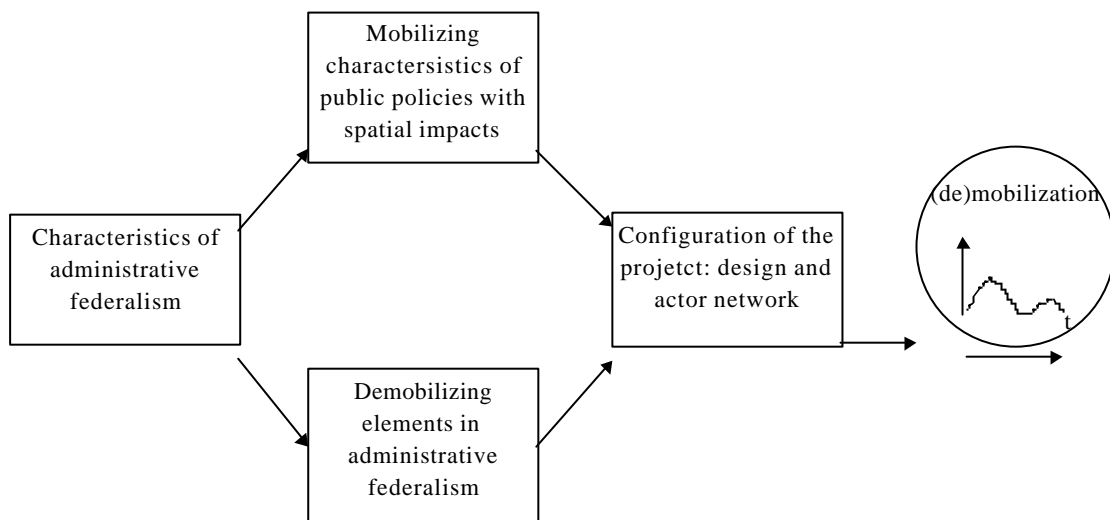 Mobilizing
charactersistics of
public policies with
spatial impacts
(de)mobilization
Characteristics of
administrative
federalism
Configuration of the
projetct: design and
actor network
t
Demobilizing
elements in
administrative
federalism